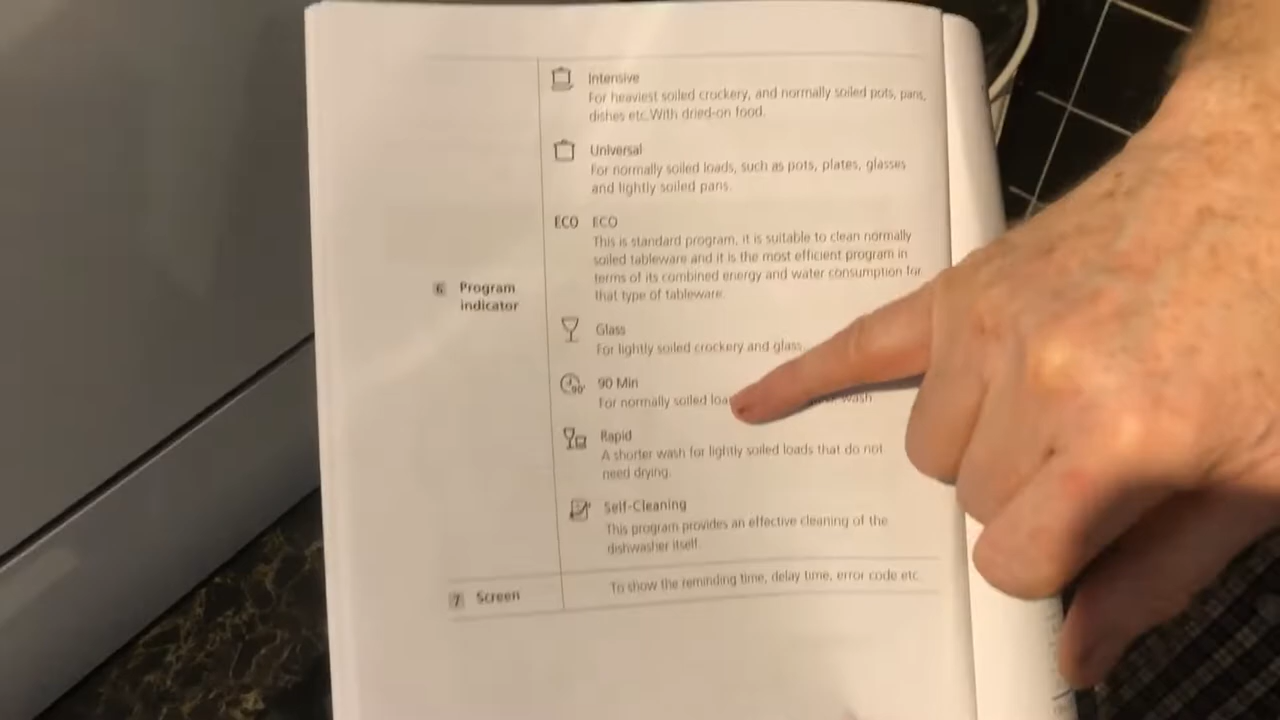 Intensive
For heaviest soiled crockery, and normally soiled pots, pans,
dishes etc.With dried-on food.
Universal
For normally soiled loads, such as pots, plates, glasses
and lightly soiled pans.
ECO ECO
This is standard program, it is suitable to clean normally
soiled tableware and it is the most efficient program in
terms of its combined energy and water consumption for
that type of tableware.
6 Program
indicator
Glass
For lightly soiled crockery and glass
90' 90 Min
For normally soiled wash
Rapid
A shorter wash for lightly soiled loads that do not
need drying.
Self-Cleaning
This program provides an effective cleaning of the
dishwasher itself.
7 Screen
To show the reminding time, delay time, error code etc.